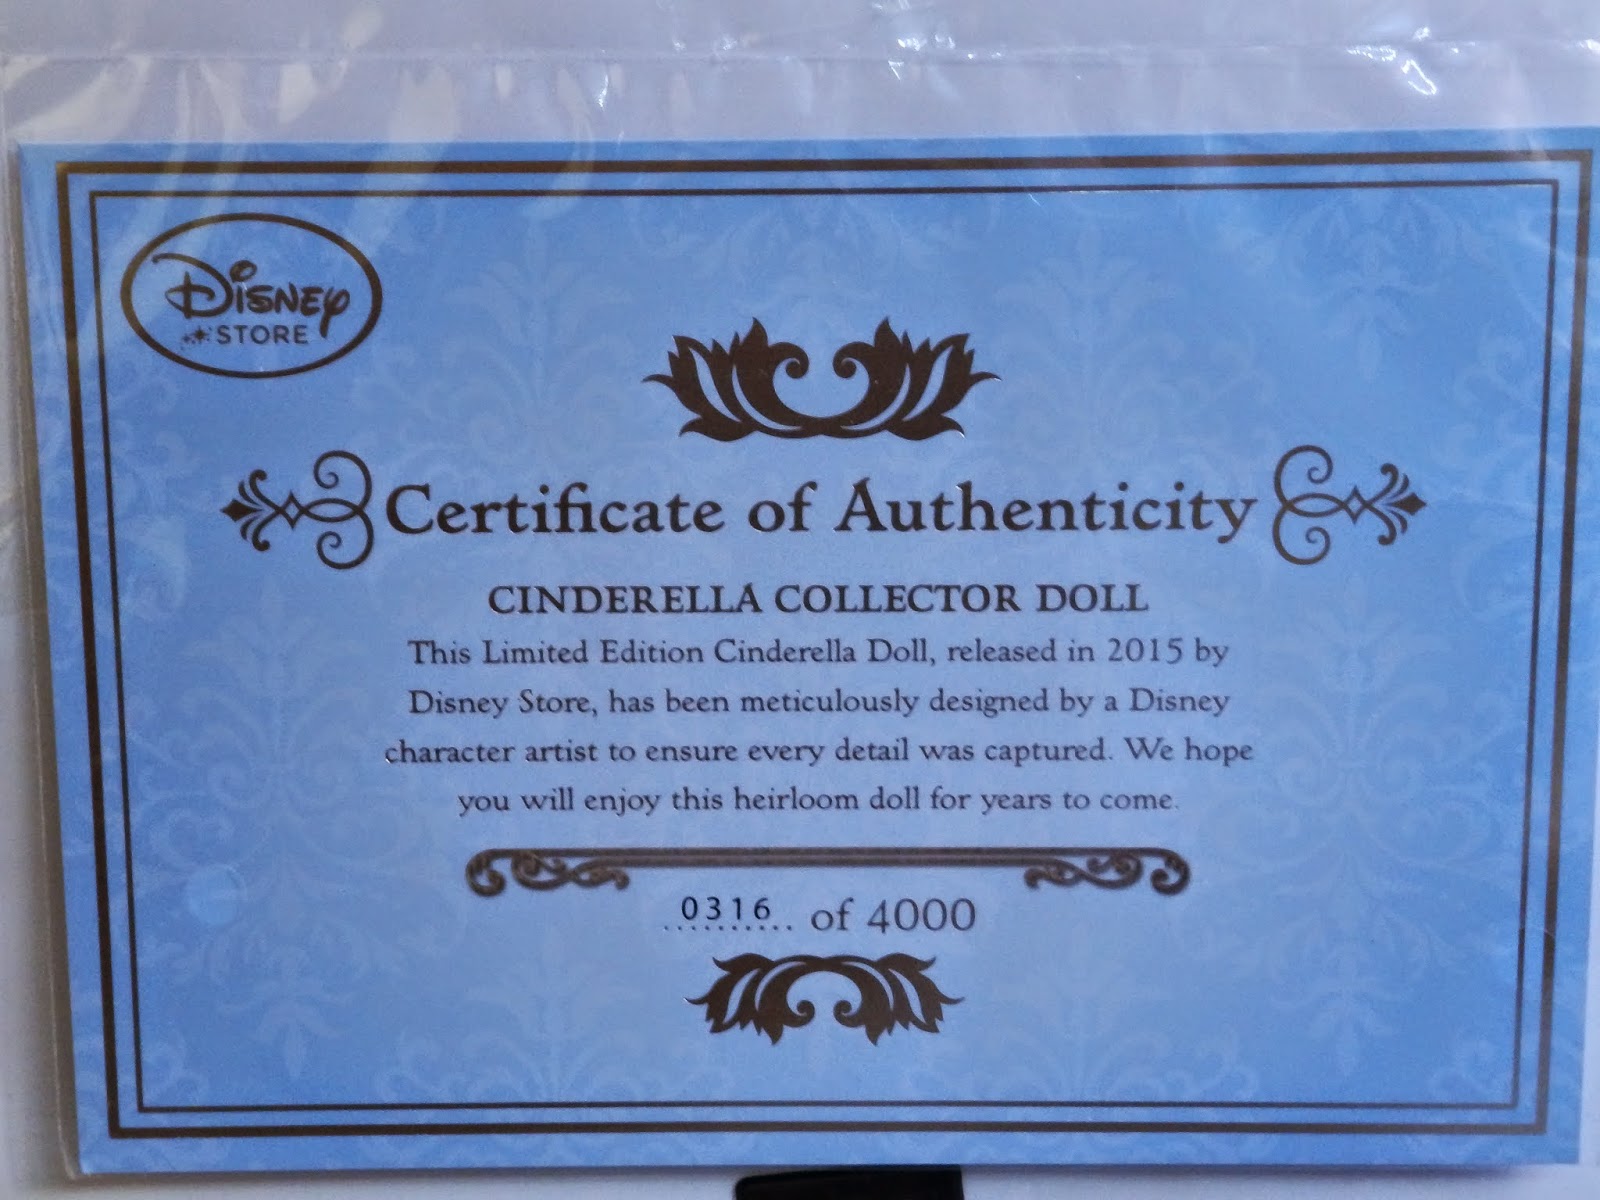 Disney
STORE
Certificate of Authenticity
CINDERELLA COLLECTOR DOLL
This Limited Edition Cinderella Doll, released in 2015 by
Disney Store, has been meticulously designed by a Disney
character artist to ensure every detail was captured. We hope
you will enjoy this heirloom doll for years to come.
0316 of 4000